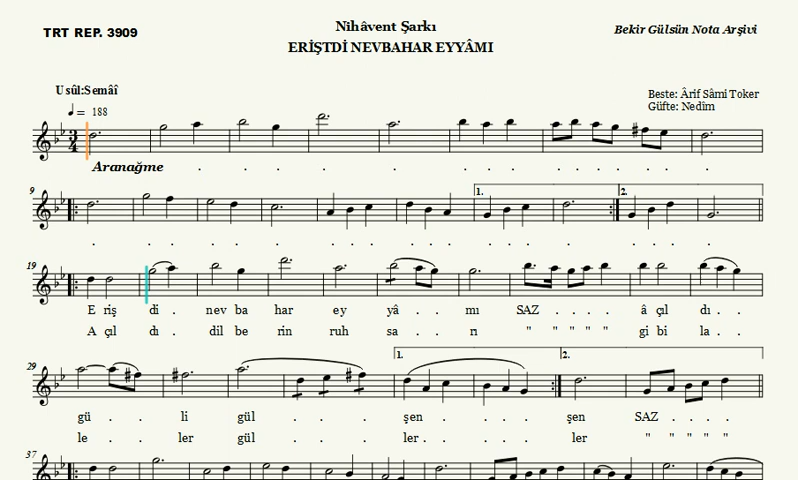 Nihâvent Şarkı
TRT REP. 3909
Bekir Gülsün Nota Arşivi
ERİŞTDİ NEVBAHAR EYYÂMI
Usûl:Semâî
Beste: Ârif Sâmi Toker
= 188
Güfte: Nedîm
3 4
Aranağme . . . . . . . . . . .
9
1. 2.
. . . . . . . . . . . . . . .
19
E riş di . nev ba har ey yâ . . mı SAZ . . . . â çıl dı . .
A çıl dı . dil be rin ruh sa . . rı " " " " " gi bi la . .
29
1. 2.
gü . . li gül . . . şen . . . . şen SAZ . . . .
le . . ler gül . . . ler . . . . . ler " " " "
37